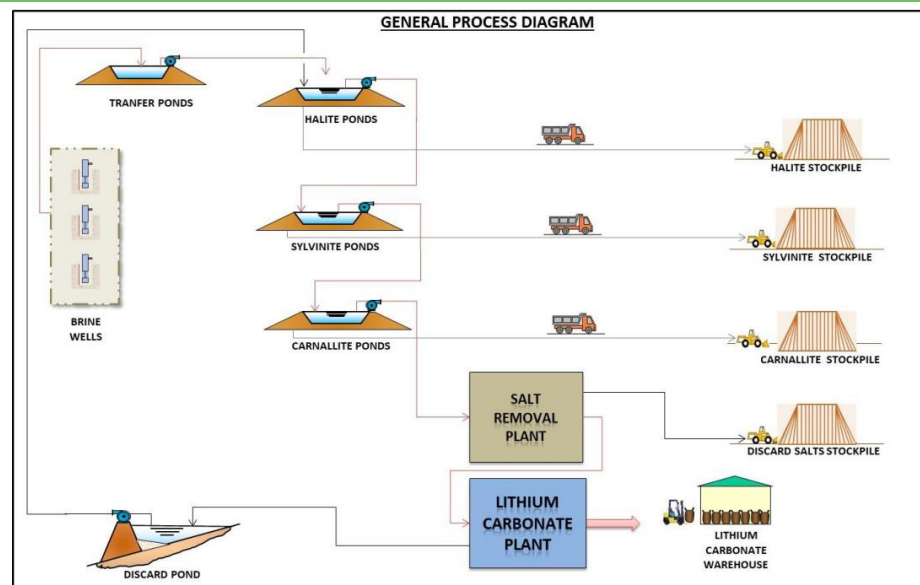 GENERAL PROCESS DIAGRAM
TRANFER PONDS
HALITE PONDS
HALITE STOCKPILE
SYLVINITE PONDS
SYLVINITE STOCKPILE
BRINE
WELLS
CARNALLITE PONDS
CARNALLITE STOCKPILE
SALT
REMOVAL
PLANT
DISCARD SALTS STOCKPILE
LITHIUM
CARBONATE
PLANT
LITHIUM
CARBONATE
WAREHOUSE
DISCARD POND